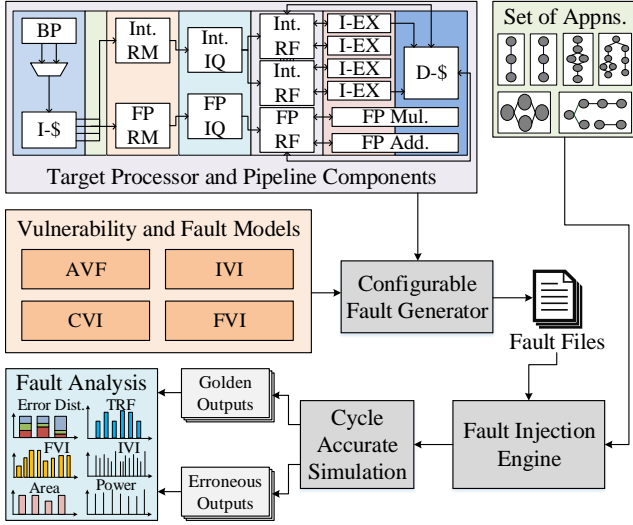 BP
I-$
Int.
RM
FP
RM
Int.
IQ
FP
IQ
Int.
RF
Int.
RF
FP
RF
I-EX
I-EX
I-EX
I-EX
FP Mul.
FP Add.
D-$
Target Processor and Pipeline Components
Set of Appns.
Vulnerability and Fault Models
AVF
IVI
CVI
FVI
Configurable
Fault Generator
Fault Files
Fault Analysis
Error Dist.
TRF
FVI
IVI
Area
Power
Golden
Outputs
Erroneous
Outputs
Cycle
Accurate
Simulation
Fault Injection
Engine